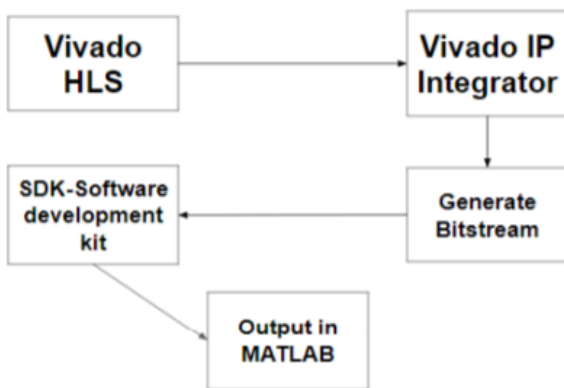 Vivado
HLS
Vivado IP
Integrator
SDK-Software
development
kit
Generate
Bitstream
Output in
MATLAB